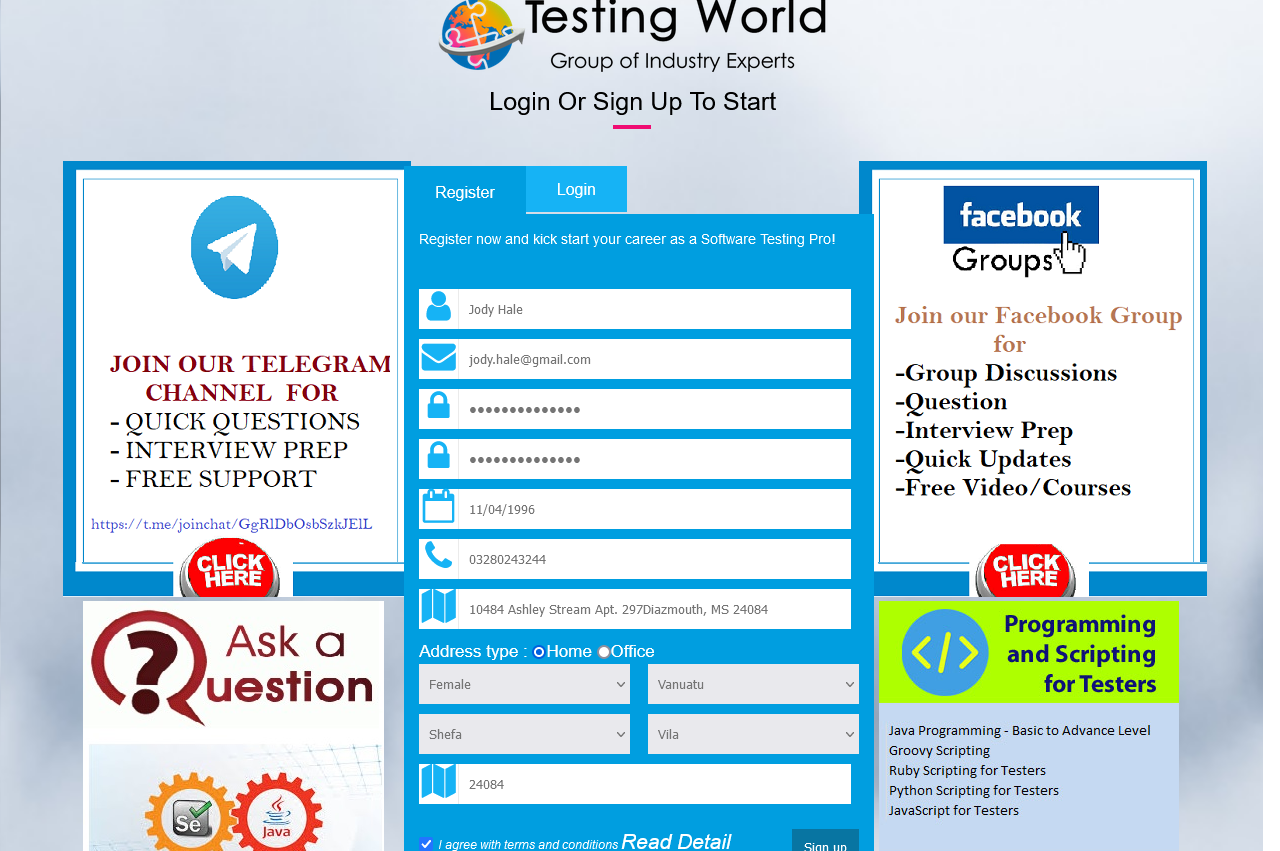 Testing World
Group of Industry Experts
Login Or Sign Up To Start
Register
Login
Register now and kick start your career as a Software Testing Pro!
Jody Hale
jody.hale@gmail.com
••••••••••••••
••••••••••••••
11/04/1996
03280243244
10484 Ashley Stream Apt. 297Diazmouth, MS 24084
Address type : Home Office
Female
Vanuatu
Shefa
Vila
24084
I agree with terms and conditions Read Detail
Sign up
JOIN OUR TELEGRAM
CHANNEL FOR
- QUICK QUESTIONS
- INTERVIEW PREP
- FREE SUPPORT
https://t.me/joinchat/GgRlDbOsbSzkJElL
CLICK
HERE
Ask a
Question
Se
Java
facebook
Groups
Join our Facebook Group
for
-Group Discussions
-Question
-Interview Prep
-Quick Updates
-Free Video/Courses
CLICK
HERE
</>
Programming
and Scripting
for Testers
Java Programming - Basic to Advance Level
Groovy Scripting
Ruby Scripting for Testers
Python Scripting for Testers
JavaScript for Testers